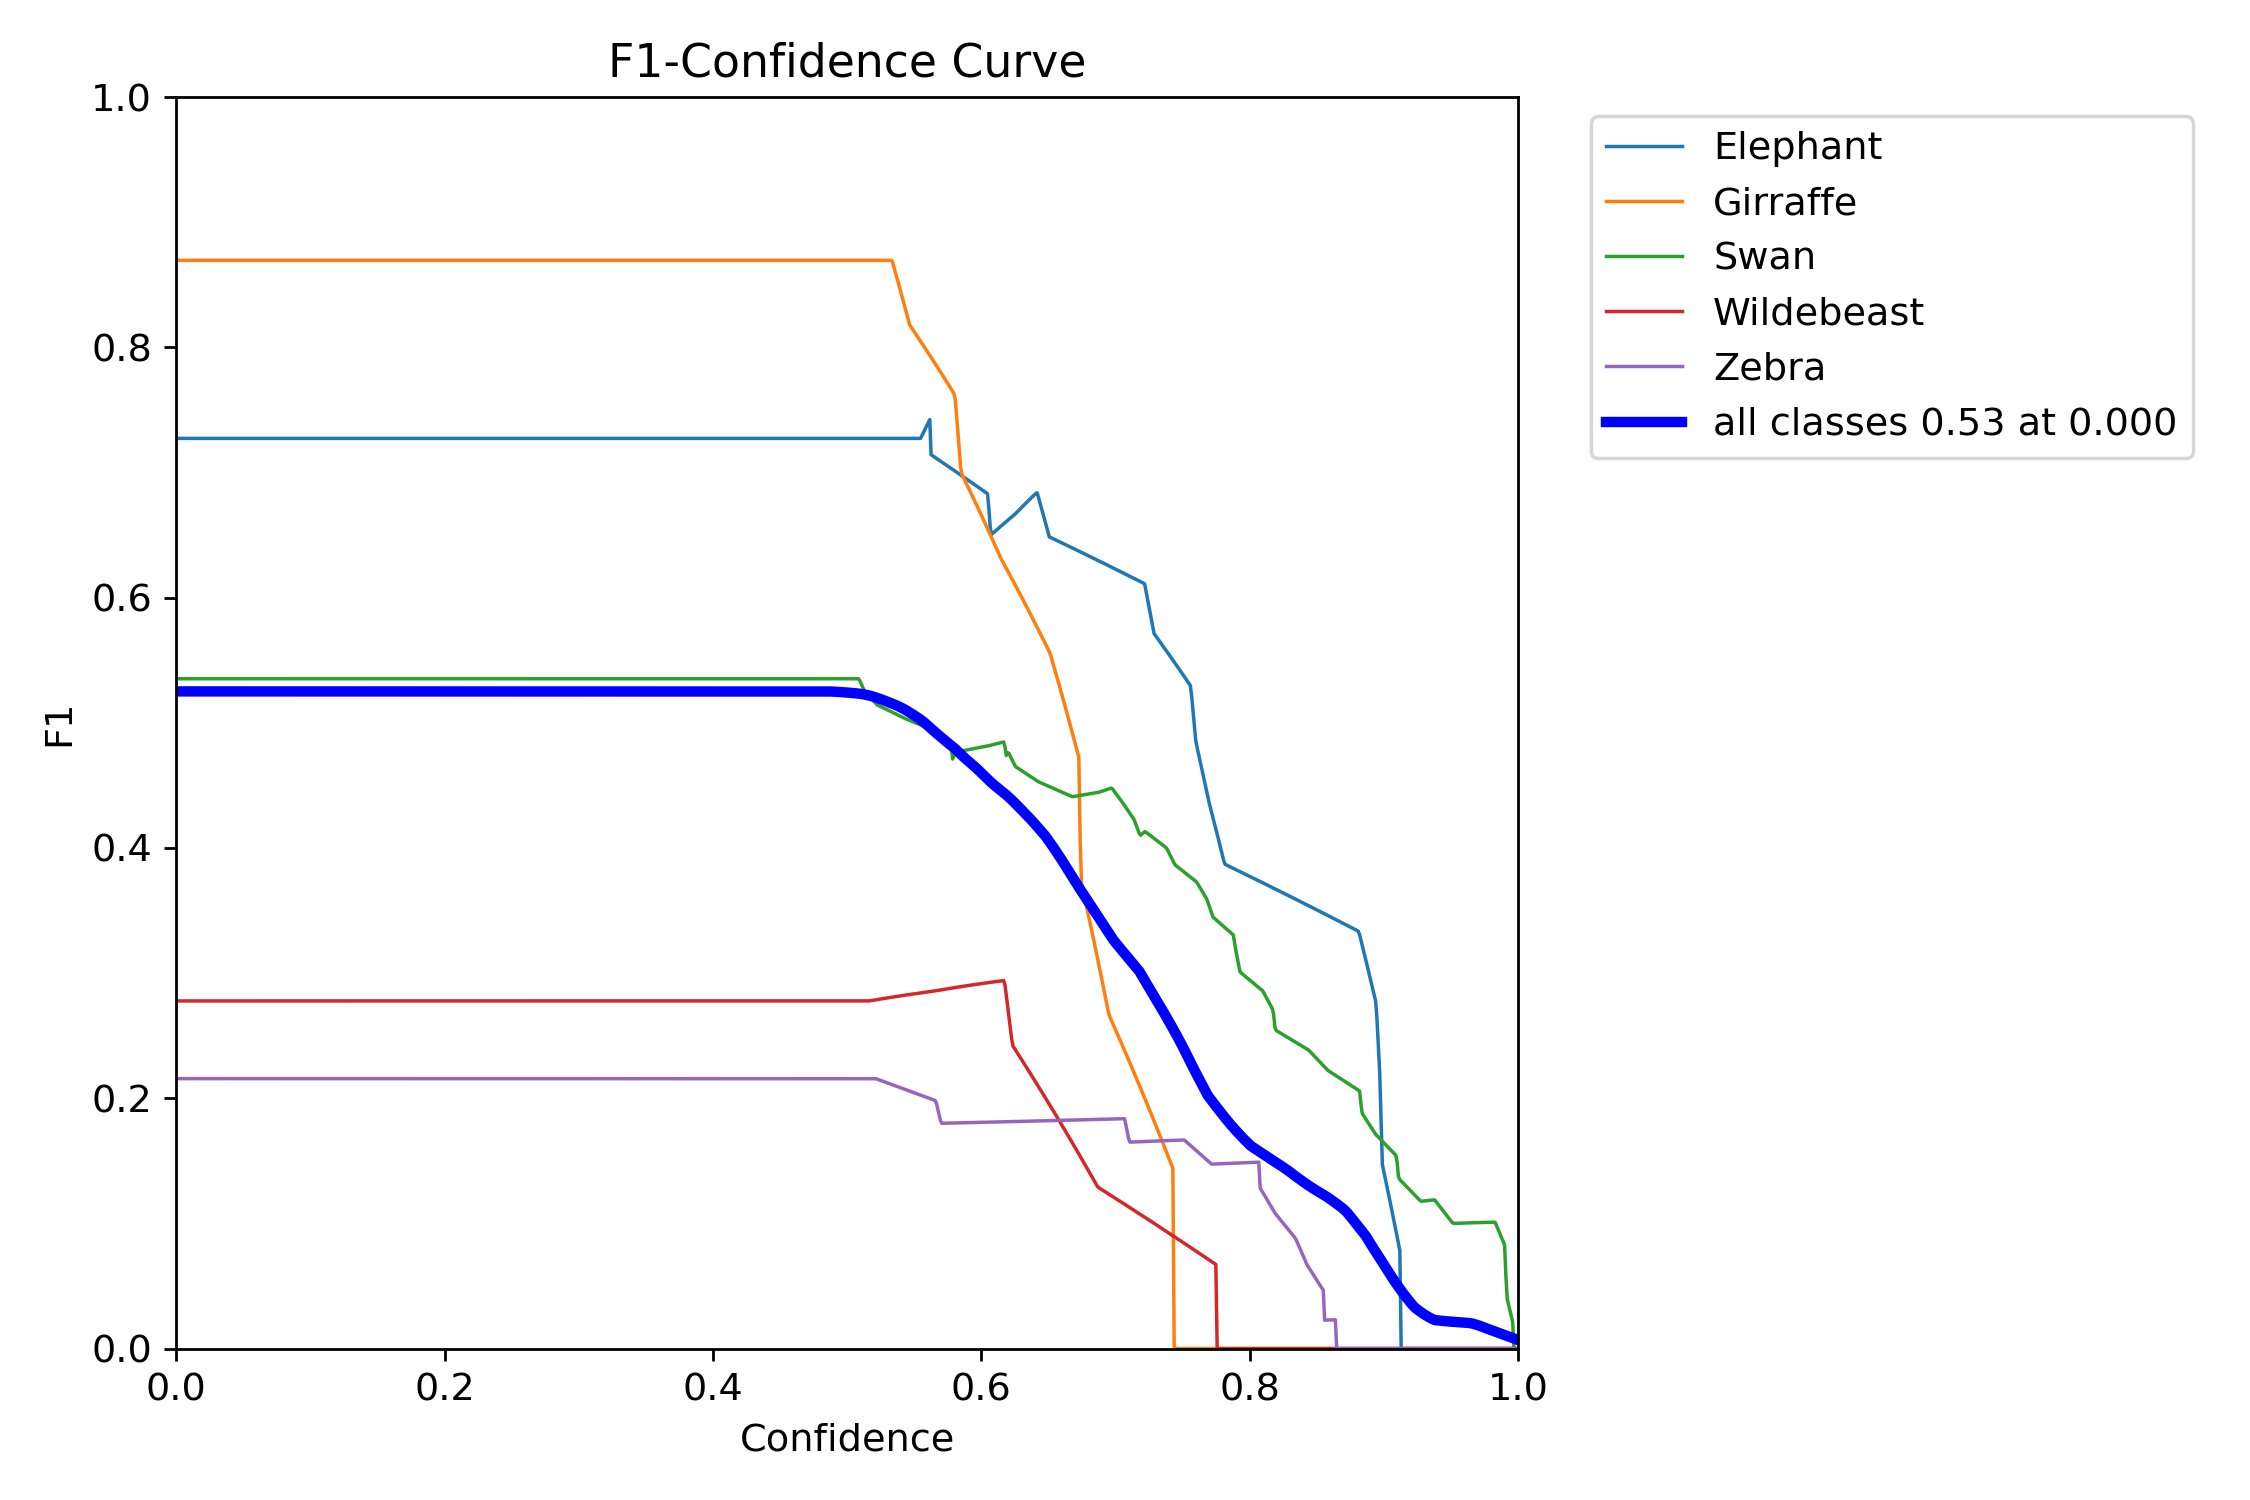 F1-Confidence Curve
1.0
0.8
0.6
0.4
0.2
0.0
F1
0.0 0.2 0.4 0.6 0.8 1.0
Confidence
Elephant
Girraffe
Swan
Wildebeast
Zebra
all classes 0.53 at 0.000